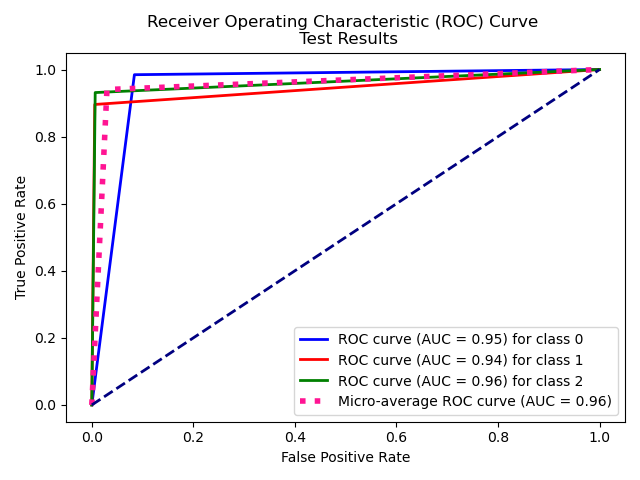 Receiver Operating Characteristic (ROC) Curve
Test Results
True Positive Rate
1.0
0.8
0.6
0.4
0.2
0.0
ROC curve (AUC = 0.95) for class 0
ROC curve (AUC = 0.94) for class 1
ROC curve (AUC = 0.96) for class 2
Micro-average ROC curve (AUC = 0.96)
0.0 0.2 0.4 0.6 0.8 1.0
False Positive Rate